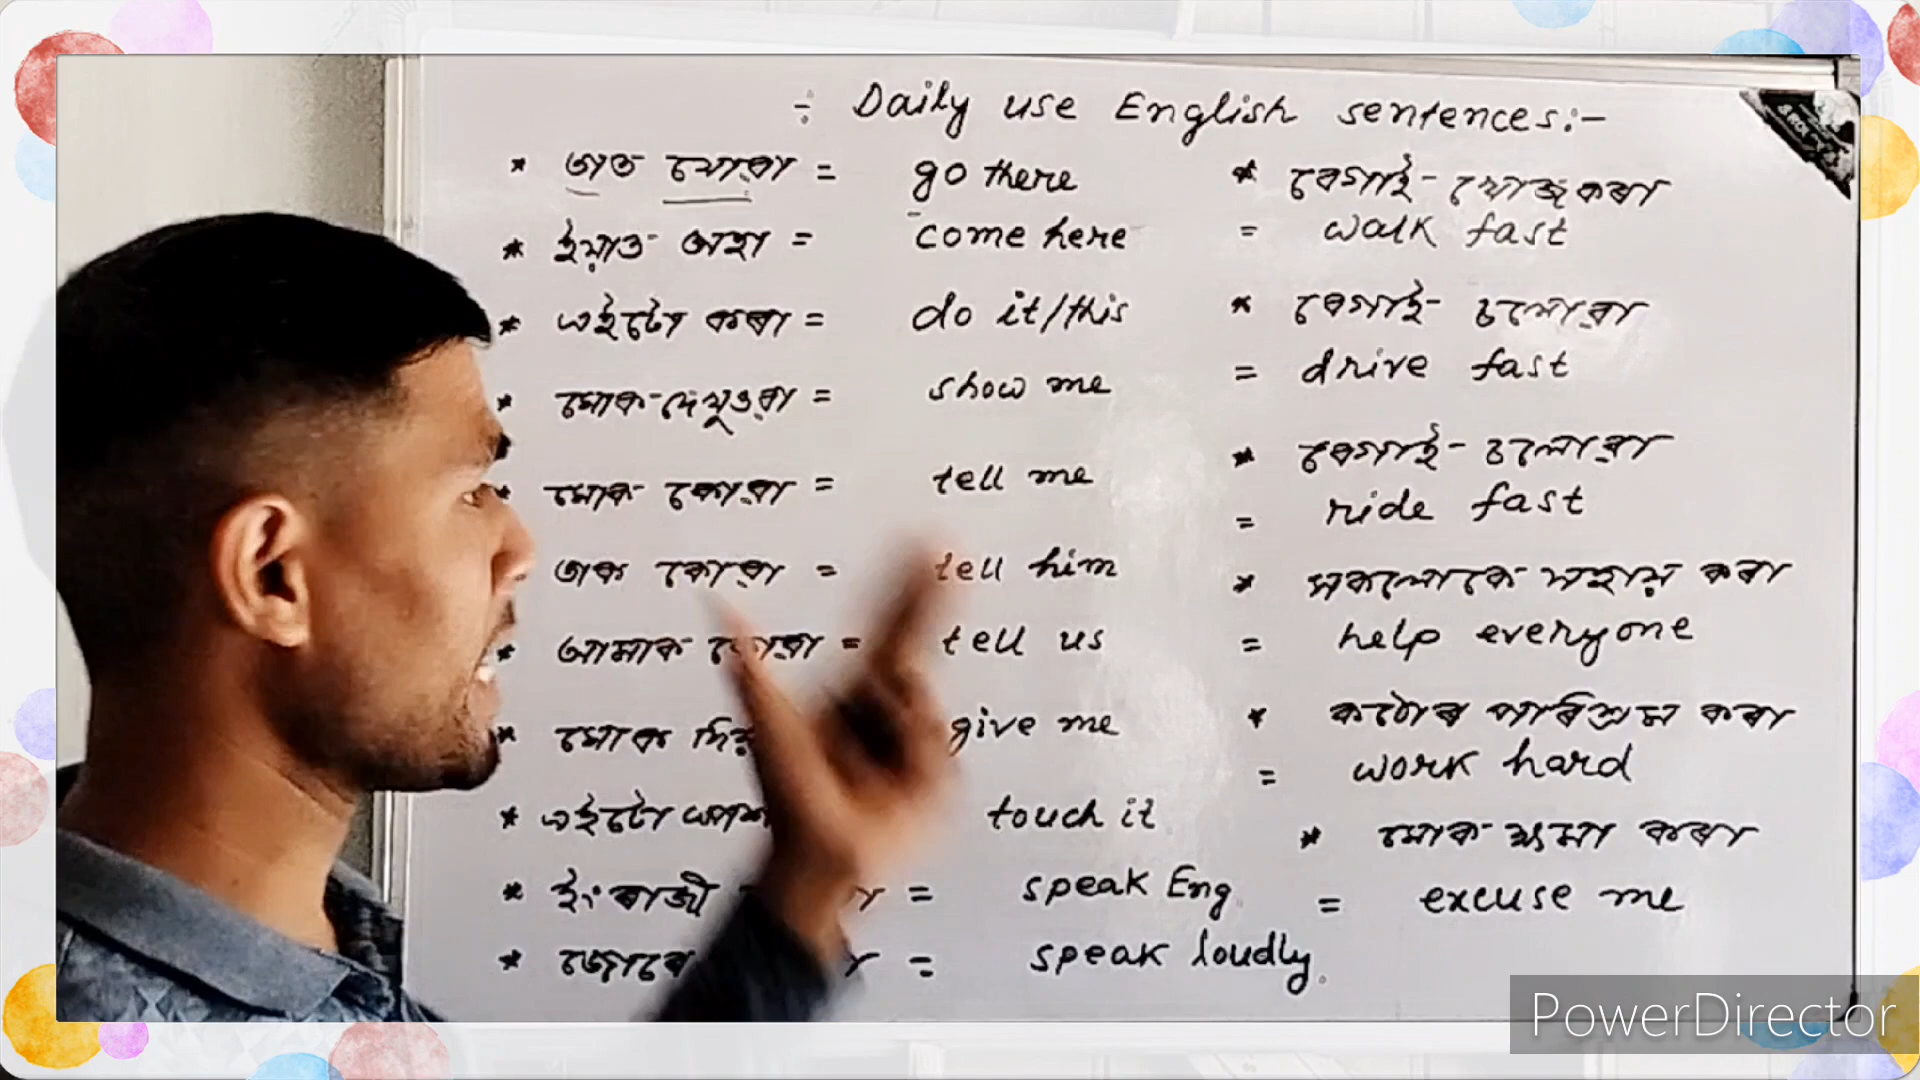 ÷ Daily use English sentences:-
* তাত যোৱা = go there
* ইয়াত আহা = come here
* এইটো কৰা = do it/this
* মোক দেখুওৱা = show me
* মোক কোৱা = tell me
তাক কোৱা = tell him
* আমাক কোৱা = tell us
* মোক give me
* এইটো touch it
* ইংৰাজী = speak Eng.
* = speak loudly.
* বেগাই খোজ কৰা
= walk fast
* বেগাই চলোৱা
= drive fast
* বেগাই চলোৱা
= ride fast
* সকলোকে সহায় কৰা
= help everyone
* কঠোৰ পাৰিশ্ৰম কৰা
= work hard
* মোক ক্ষমা কৰা
= excuse me
PowerDirector